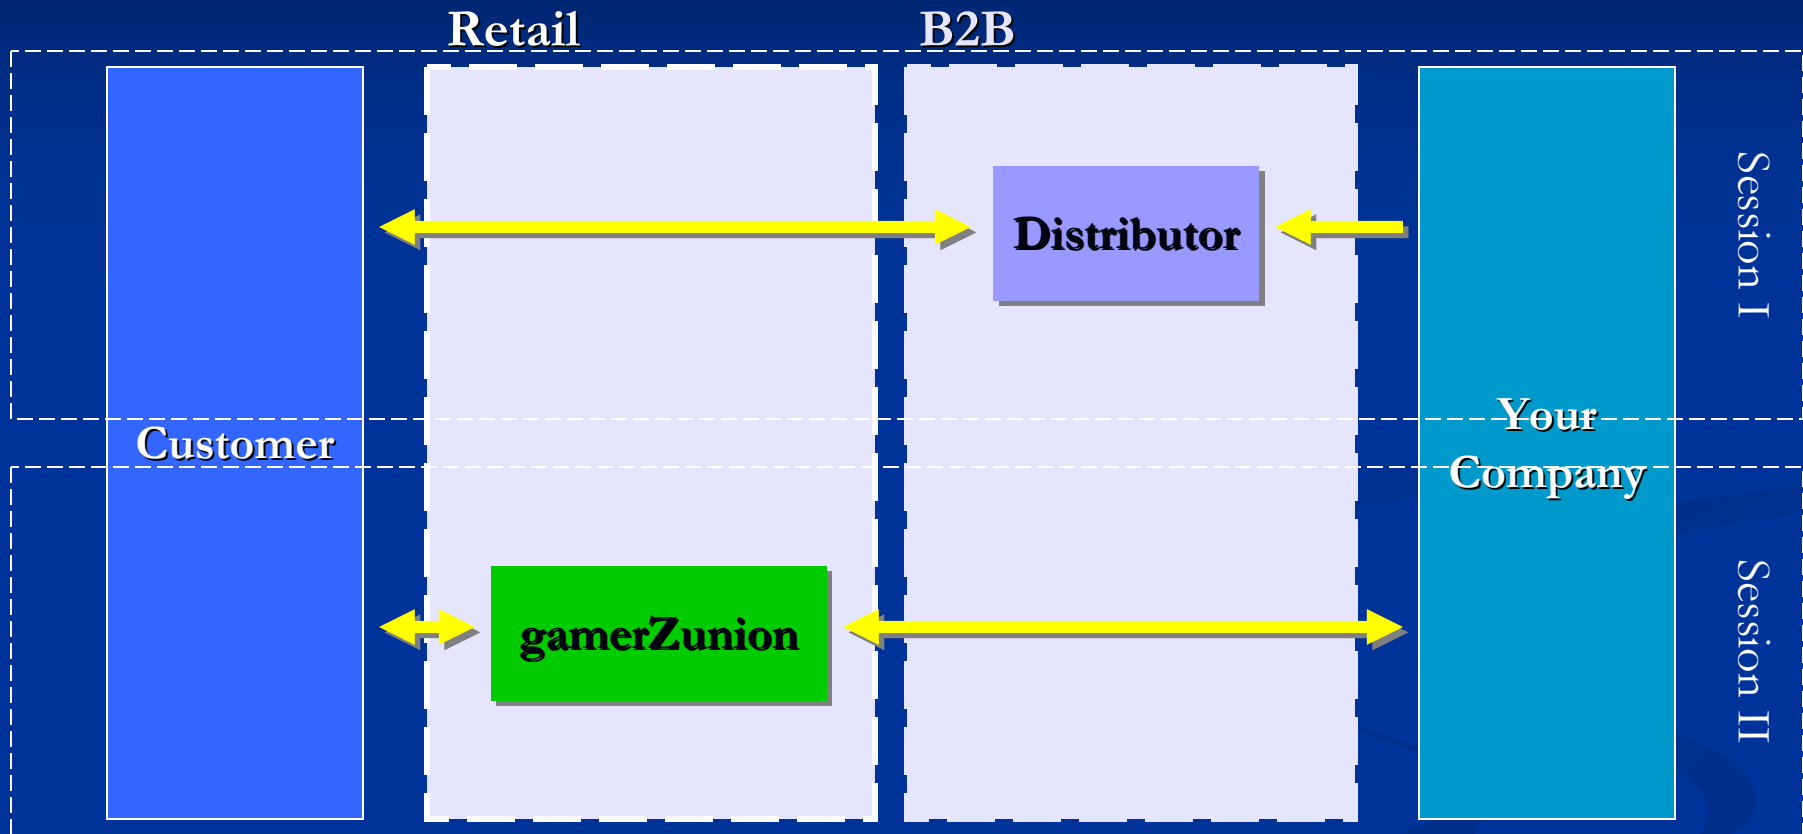 Retail
B2B
Distributor
Session I
Customer
Your
Company
gamerZunion
Session II